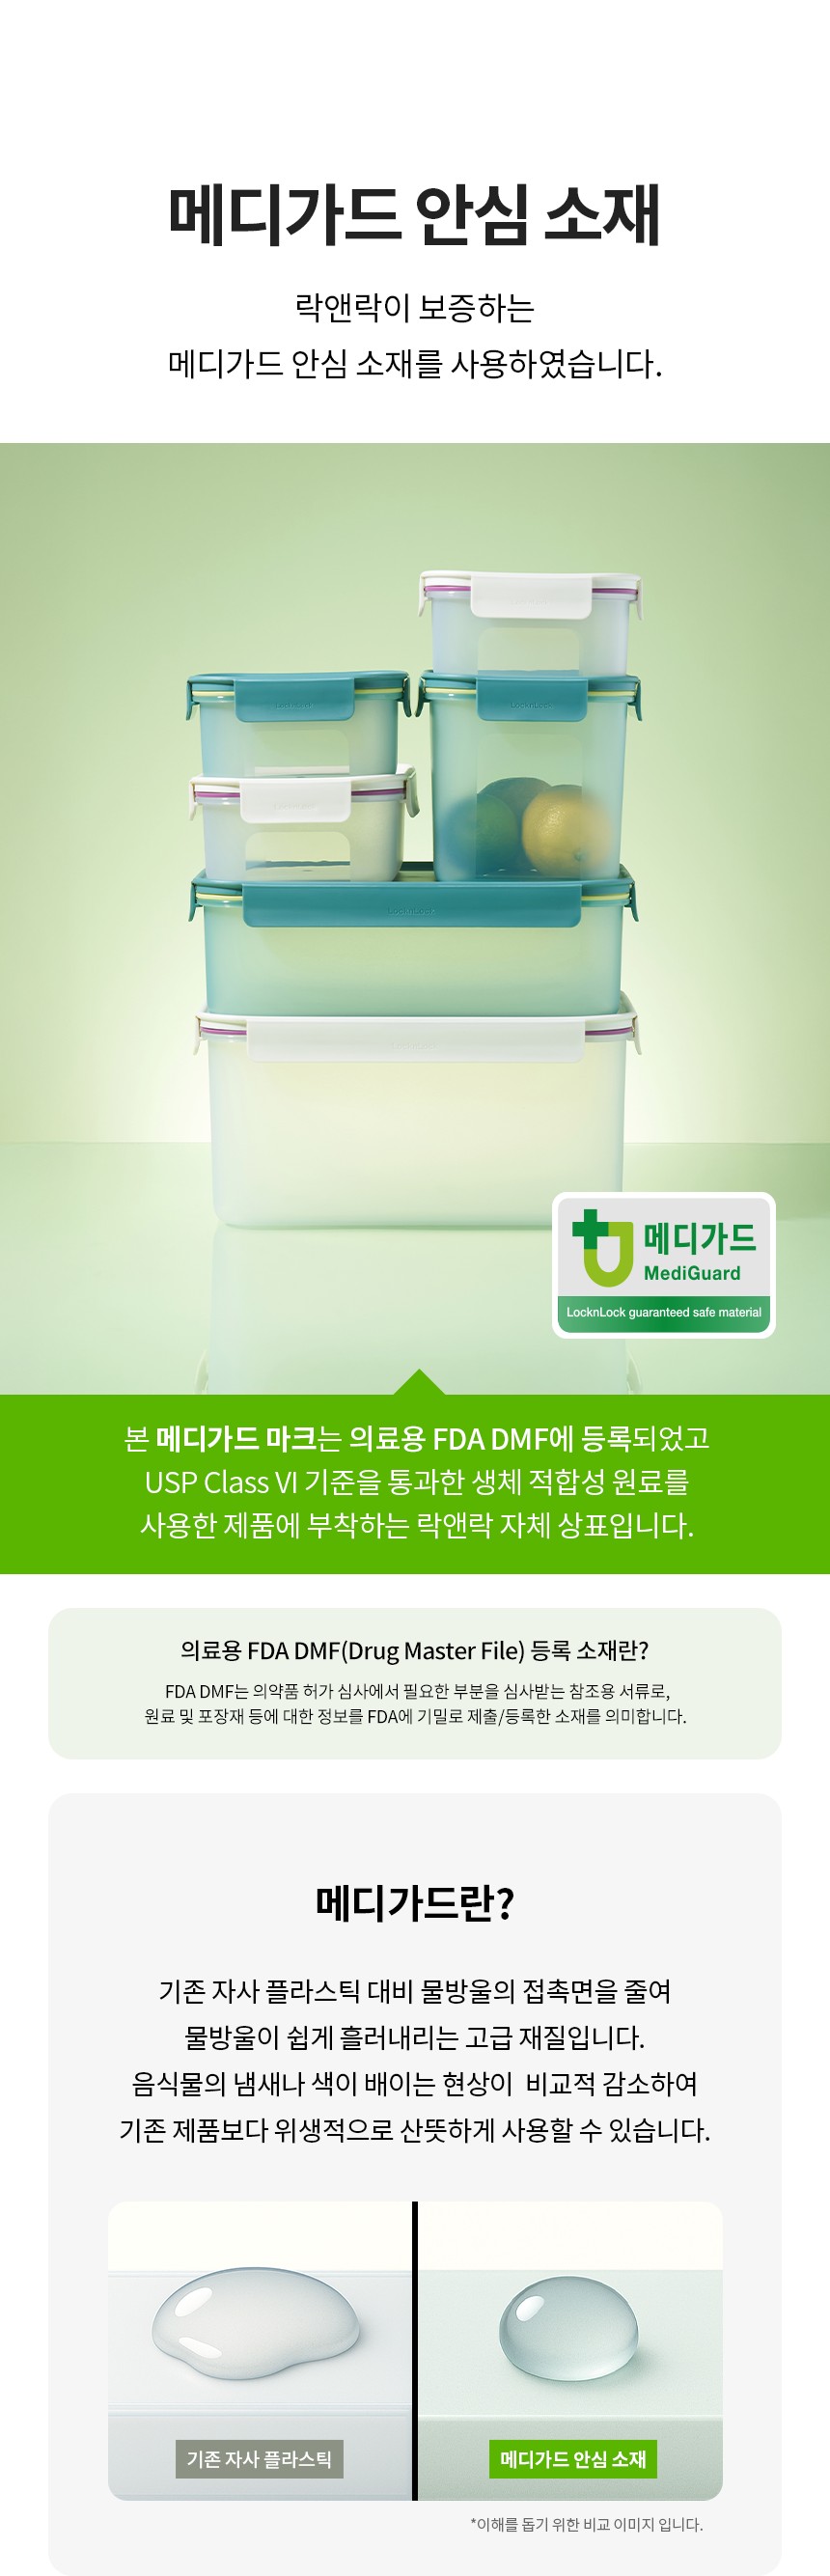 메디가드 안심 소재
락앤락이 보증하는
메디가드 안심 소재를 사용하였습니다.
LocknLock
LocknLock
LocknLock
LocknLock
메디가드
MediGuard
LocknLock guaranteed safe material
본 메디가드 마크는 의료용 FDA DMF에 등록되었고
USP Class VI 기준을 통과한 생체 적합성 원료를
사용한 제품에 부착하는 락앤락 자체 상표입니다.
의료용 FDA DMF(Drug Master File) 등록 소재란?
FDA DMF는 의약품 허가 심사에서 필요한 부분을 심사받는 참조용 서류로,
원료 및 포장재 등에 대한 정보를 FDA에 기밀로 제출/등록한 소재를 의미합니다.
메디가드란?
기존 자사 플라스틱 대비 물방울의 접촉면을 줄여
물방울이 쉽게 흘러내리는 고급 재질입니다.
음식물의 냄새나 색이 배이는 현상이 비교적 감소하여
기존 제품보다 위생적으로 산뜻하게 사용할 수 있습니다.
기존 자사 플라스틱
메디가드 안심 소재
*이해를 돕기 위한 비교 이미지 입니다.